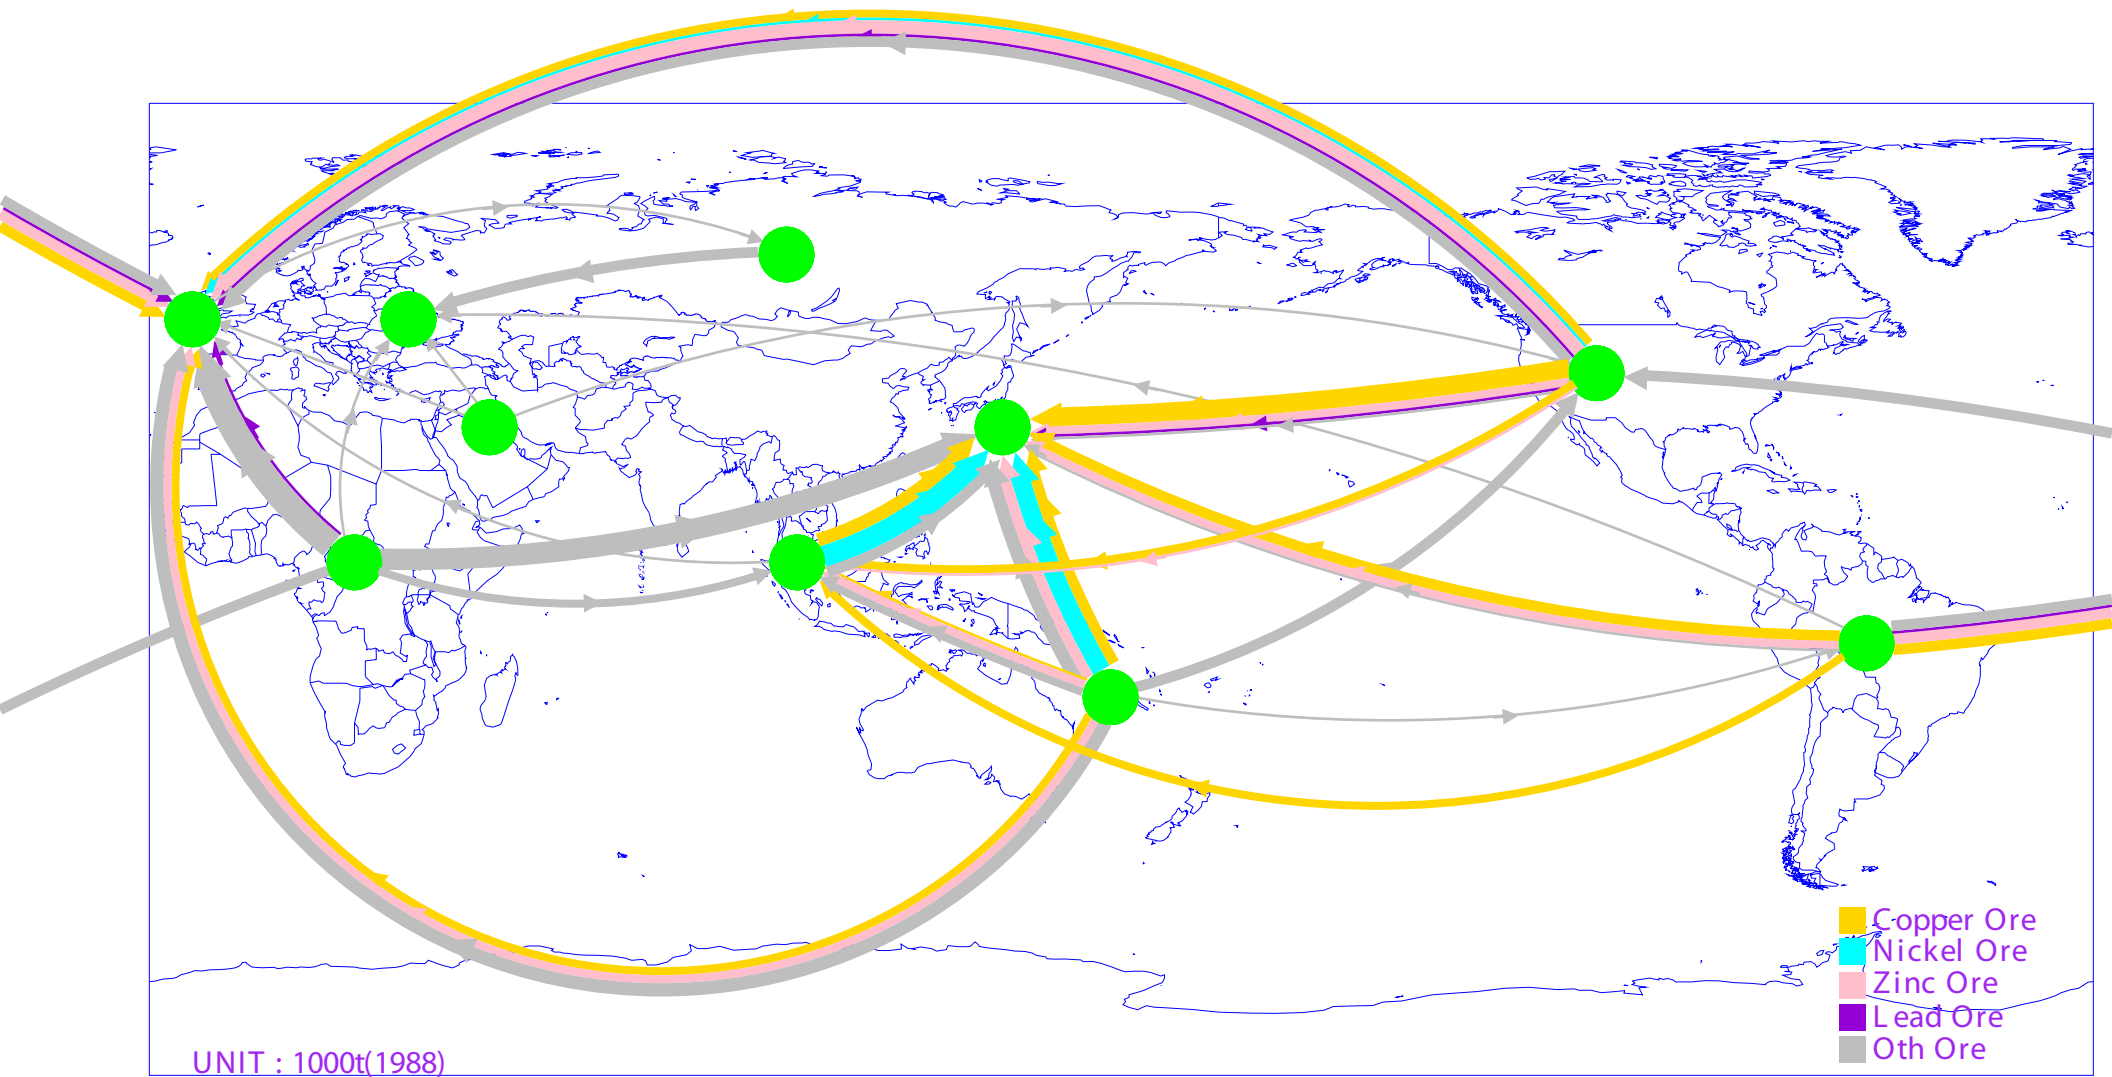 Copper Ore
Nickel Ore
Zinc Ore
Lead Ore
Oth Ore
UNIT : 1000t(1988)